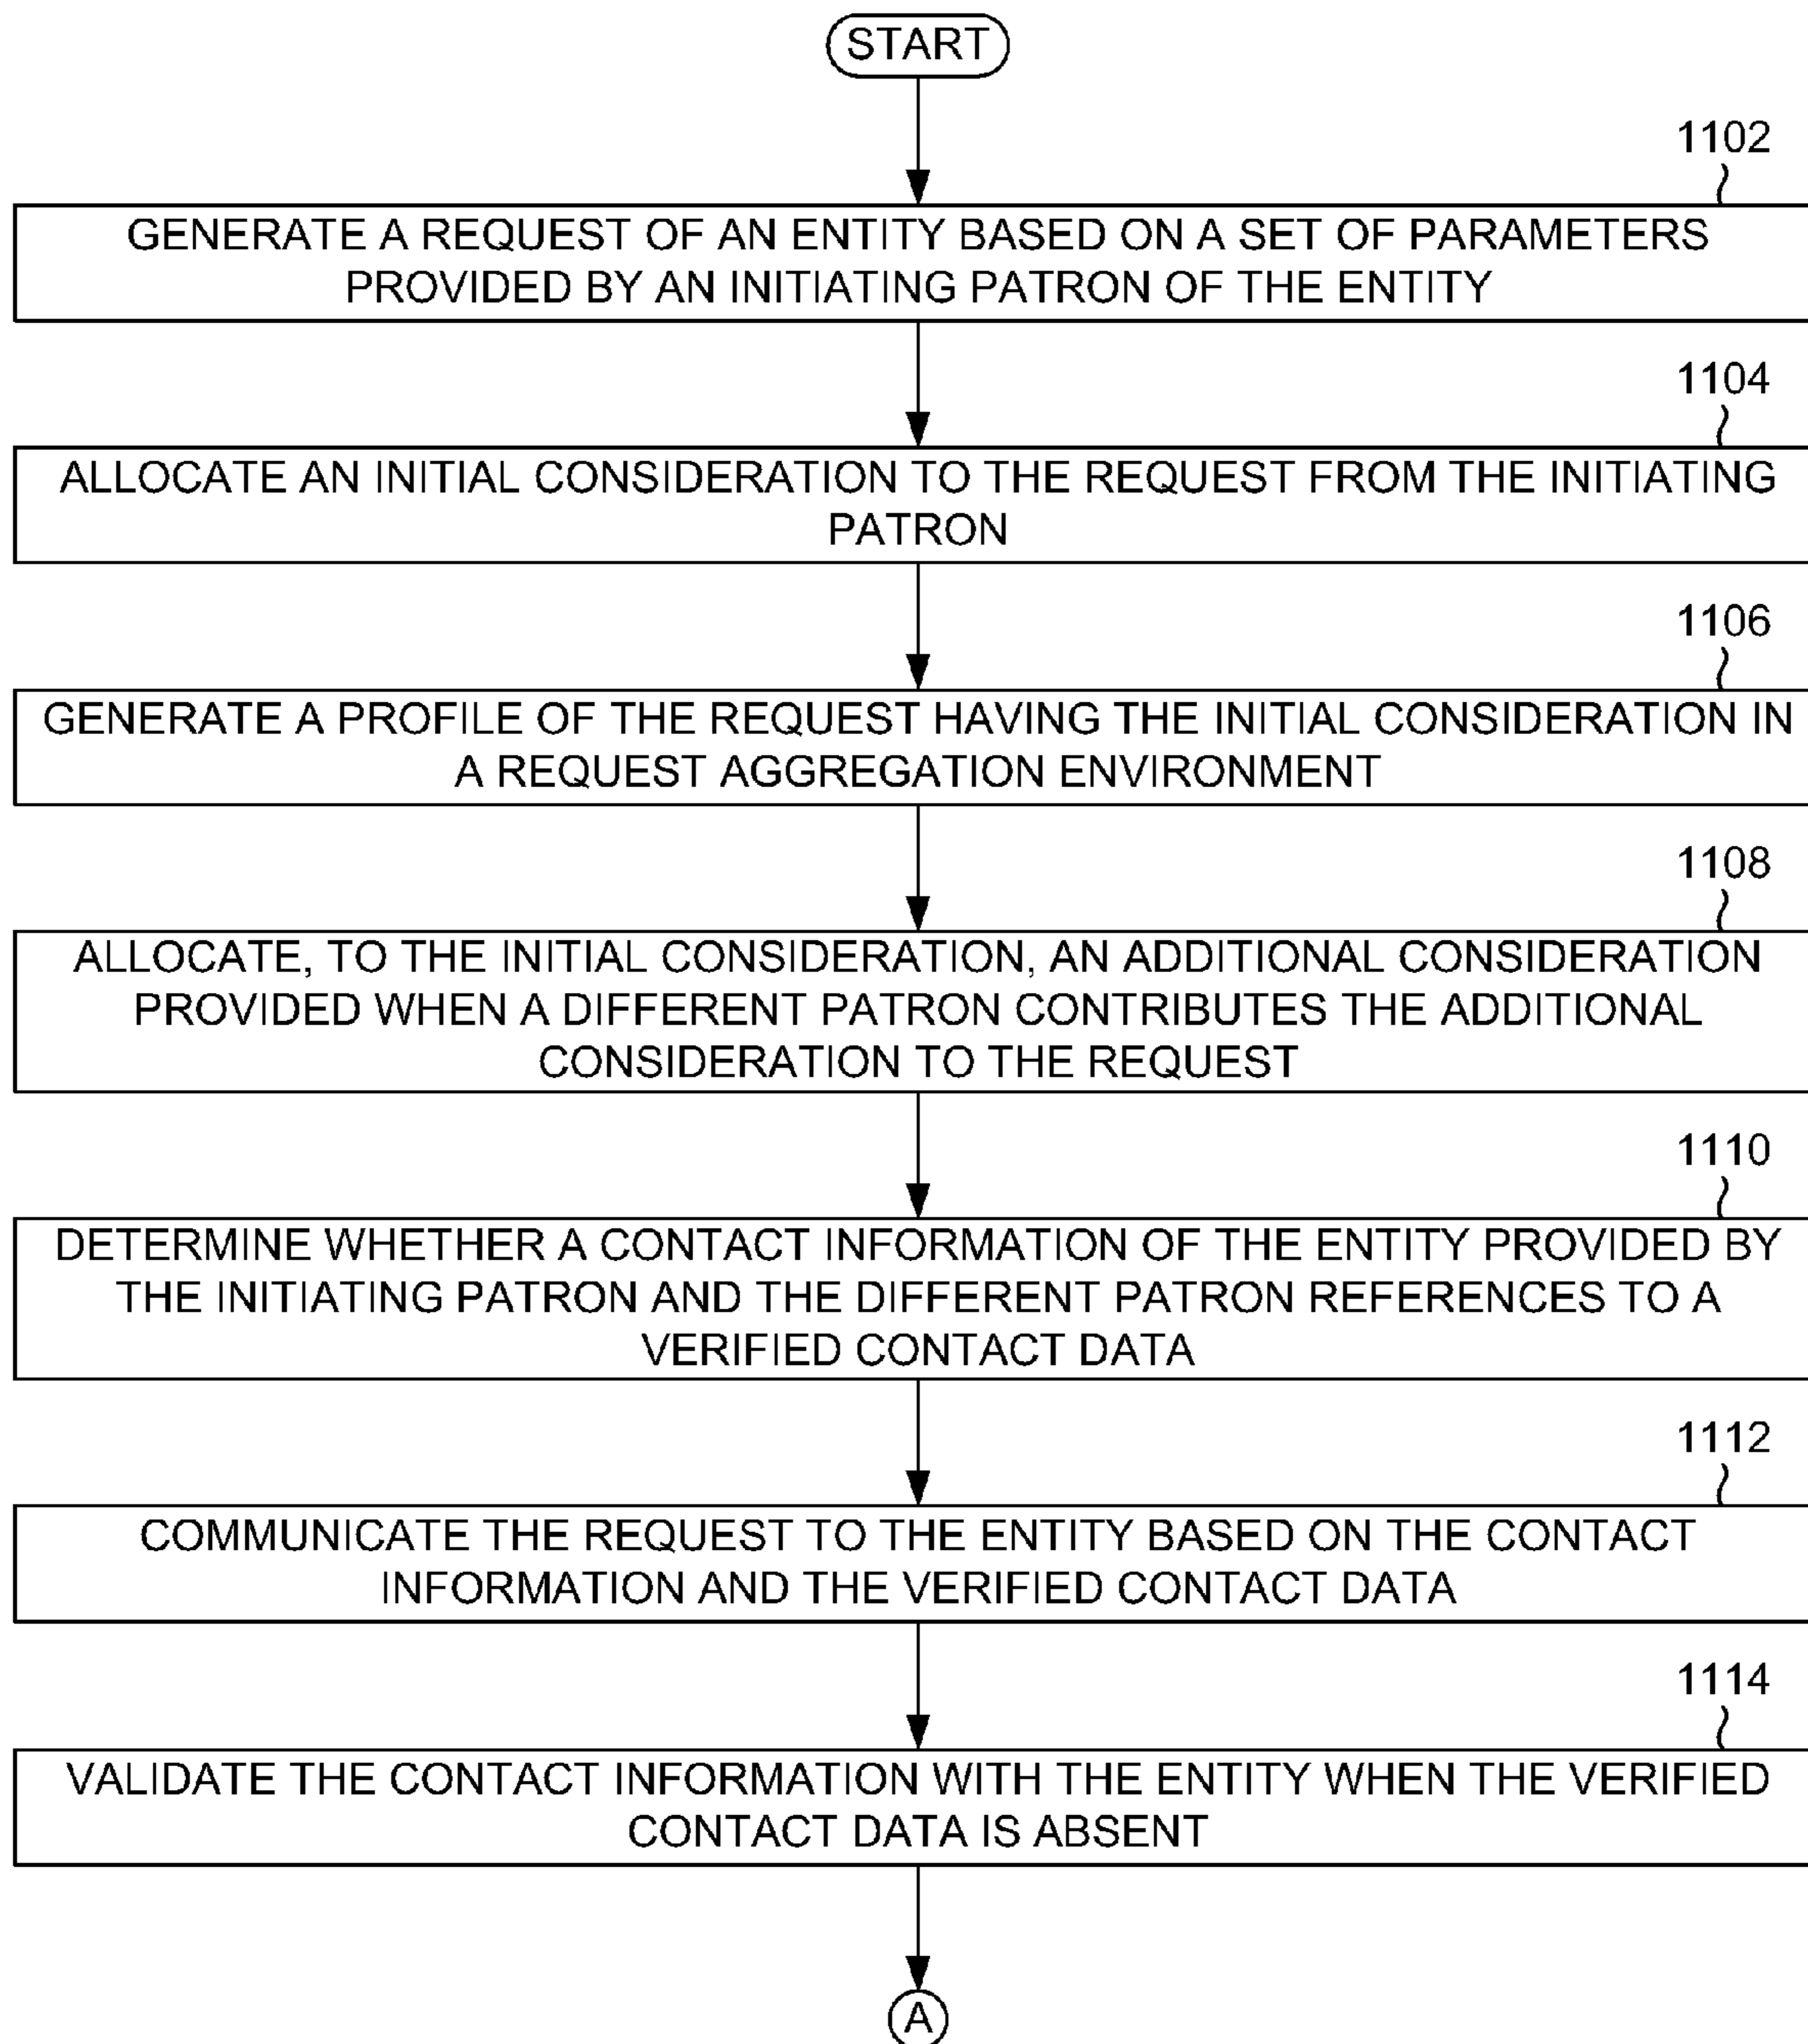 START
1102
GENERATE A REQUEST OF AN ENTITY BASED ON A SET OF PARAMETERS
PROVIDED BY AN INITIATING PATRON OF THE ENTITY
1104
ALLOCATE AN INITIAL CONSIDERATION TO THE REQUEST FROM THE INITIATING
PATRON
1106
GENERATE A PROFILE OF THE REQUEST HAVING THE INITIAL CONSIDERATION IN
A REQUEST AGGREGATION ENVIRONMENT
1108
ALLOCATE, TO THE INITIAL CONSIDERATION, AN ADDITIONAL CONSIDERATION
PROVIDED WHEN A DIFFERENT PATRON CONTRIBUTES THE ADDITIONAL
CONSIDERATION TO THE REQUEST
1110
DETERMINE WHETHER A CONTACT INFORMATION OF THE ENTITY PROVIDED BY
THE INITIATING PATRON AND THE DIFFERENT PATRON REFERENCES TO A
VERIFIED CONTACT DATA
1112
COMMUNICATE THE REQUEST TO THE ENTITY BASED ON THE CONTACT
INFORMATION AND THE VERIFIED CONTACT DATA
1114
VALIDATE THE CONTACT INFORMATION WITH THE ENTITY WHEN THE VERIFIED
CONTACT DATA IS ABSENT
A